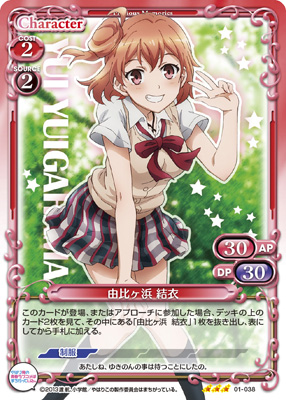 Character
COST
2
SOURCE
2
YUI YUIGAHAMA
30 AP
DP 30
由比ヶ浜 結衣
このカードが登場、またはアプローチに参加した場合、デッキの上の
カード2枚を見て、その中にある「由比ヶ浜 結衣」1枚を抜き出し、表に
してから手札に加える。
制服
あたしね、ゆきのんの事は待つことにしたの。
©2013 渡 航、小学館／やはりこの製作委員会はまちがっている。
01-038